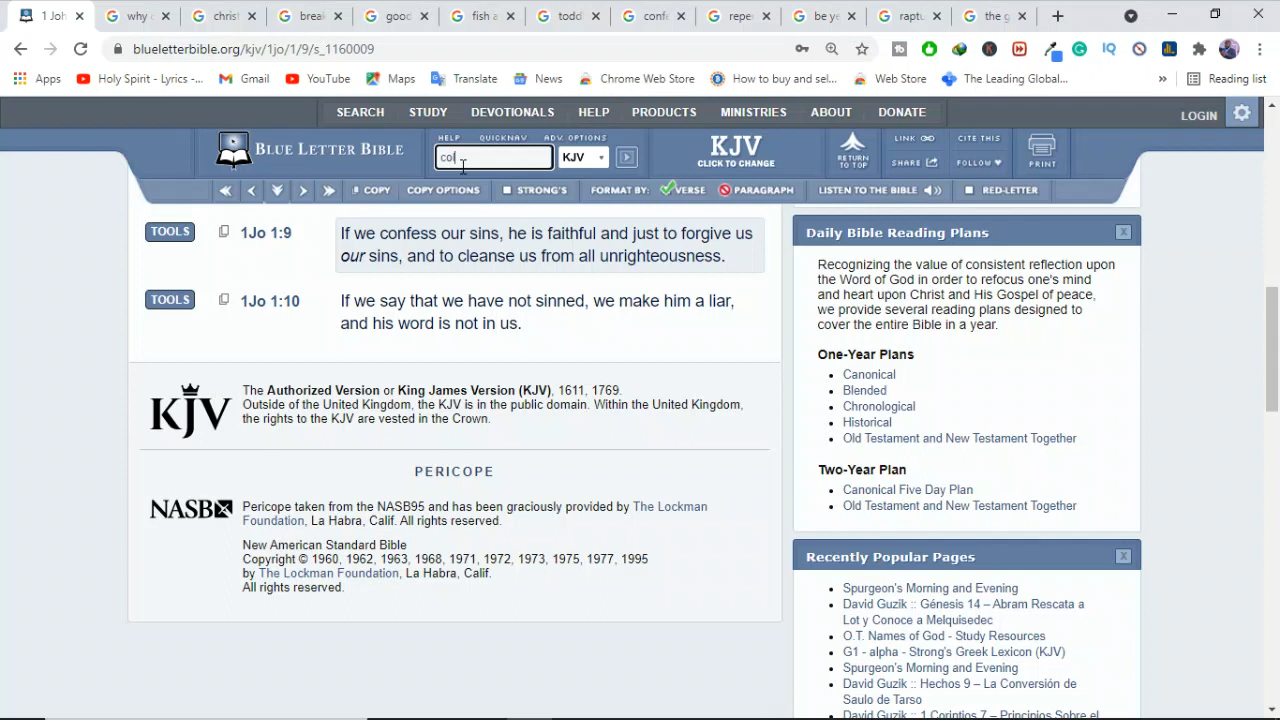 1 Joh
why c
christ
break
good
fish a
toddl
confe
repe
be ye
raptu
the g
blueletterbible.org/kjv/1jo/1/9/s_1160009
Apps
Holy Spirit - Lyrics -...
Gmail
YouTube
Maps
Translate
News
Chrome Web Store
How to buy and sel...
Web Store
The Leading Global...
»
Reading list
SEARCH
STUDY
DEVOTIONALS
HELP
PRODUCTS
MINISTRIES
ABOUT
DONATE
LOGIN
BLUE LETTER BIBLE
HELP
QUICKNAV
ADV. OPTIONS
col
KJV
KJV
CLICK TO CHANGE
RETURN
TO TOP
LINK
CITE THIS
SHARE
FOLLOW
PRINT
COPY
COPY OPTIONS
STRONG'S
FORMAT BY:
VERSE
PARAGRAPH
LISTEN TO THE BIBLE
RED-LETTER
TOOLS
1Jo 1:9
If we confess our sins, he is faithful and just to forgive us
our sins, and to cleanse us from all unrighteousness.
TOOLS
1Jo 1:10
If we say that we have not sinned, we make him a liar,
and his word is not in us.
KJV
The Authorized Version or King James Version (KJV), 1611, 1769.
Outside of the United Kingdom, the KJV is in the public domain. Within the United Kingdom,
the rights to the KJV are vested in the Crown.
PERICOPE
NASB
Pericope taken from the NASB95 and has been graciously provided by The Lockman
Foundation, La Habra, Calif. All rights reserved.
New American Standard Bible
Copyright © 1960, 1962, 1963, 1968, 1971, 1972, 1973, 1975, 1977, 1995
by The Lockman Foundation, La Habra, Calif.
All rights reserved.
Daily Bible Reading Plans
X
Recognizing the value of consistent reflection upon
the Word of God in order to refocus one's mind
and heart upon Christ and His Gospel of peace,
we provide several reading plans designed to
cover the entire Bible in a year.
One-Year Plans
Canonical
Blended
Chronological
Historical
Old Testament and New Testament Together
Two-Year Plan
Canonical Five Day Plan
Old Testament and New Testament Together
Recently Popular Pages
X
Spurgeon's Morning and Evening
David Guzik :: Génesis 14 – Abram Rescata a
Lot y Conoce a Melquisedec
O.T. Names of God - Study Resources
G1 - alpha - Strong's Greek Lexicon (KJV)
Spurgeon's Morning and Evening
David Guzik :: Hechos 9 – La Conversión de
Saulo de Tarso
David Guzik :: 1 Corintios 7 – Principios Sobre el